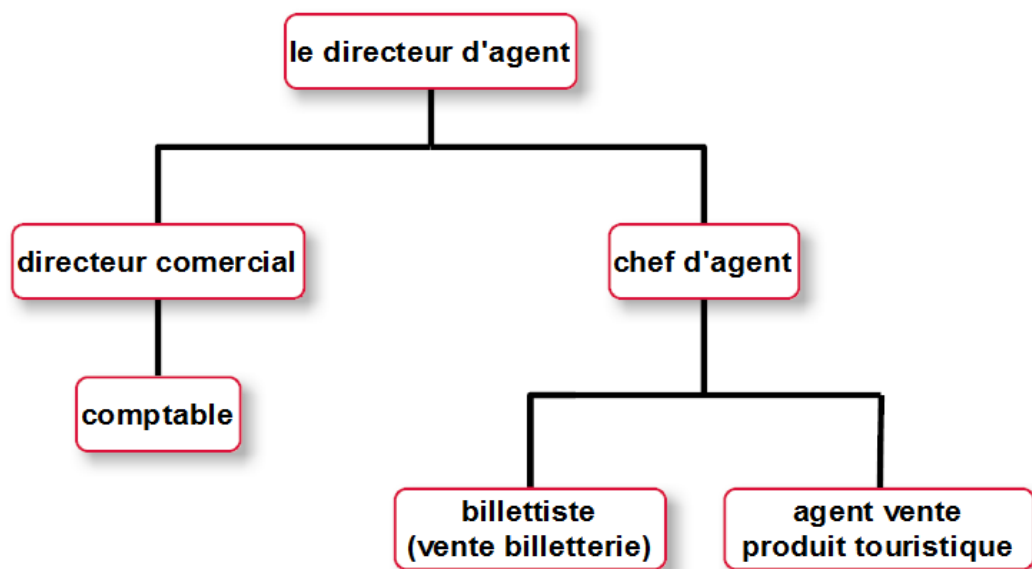 le directeur d'agent
directeur comercial
chef d'agent
comptable
billettiste
(vente billetterie)
agent vente
produit touristique